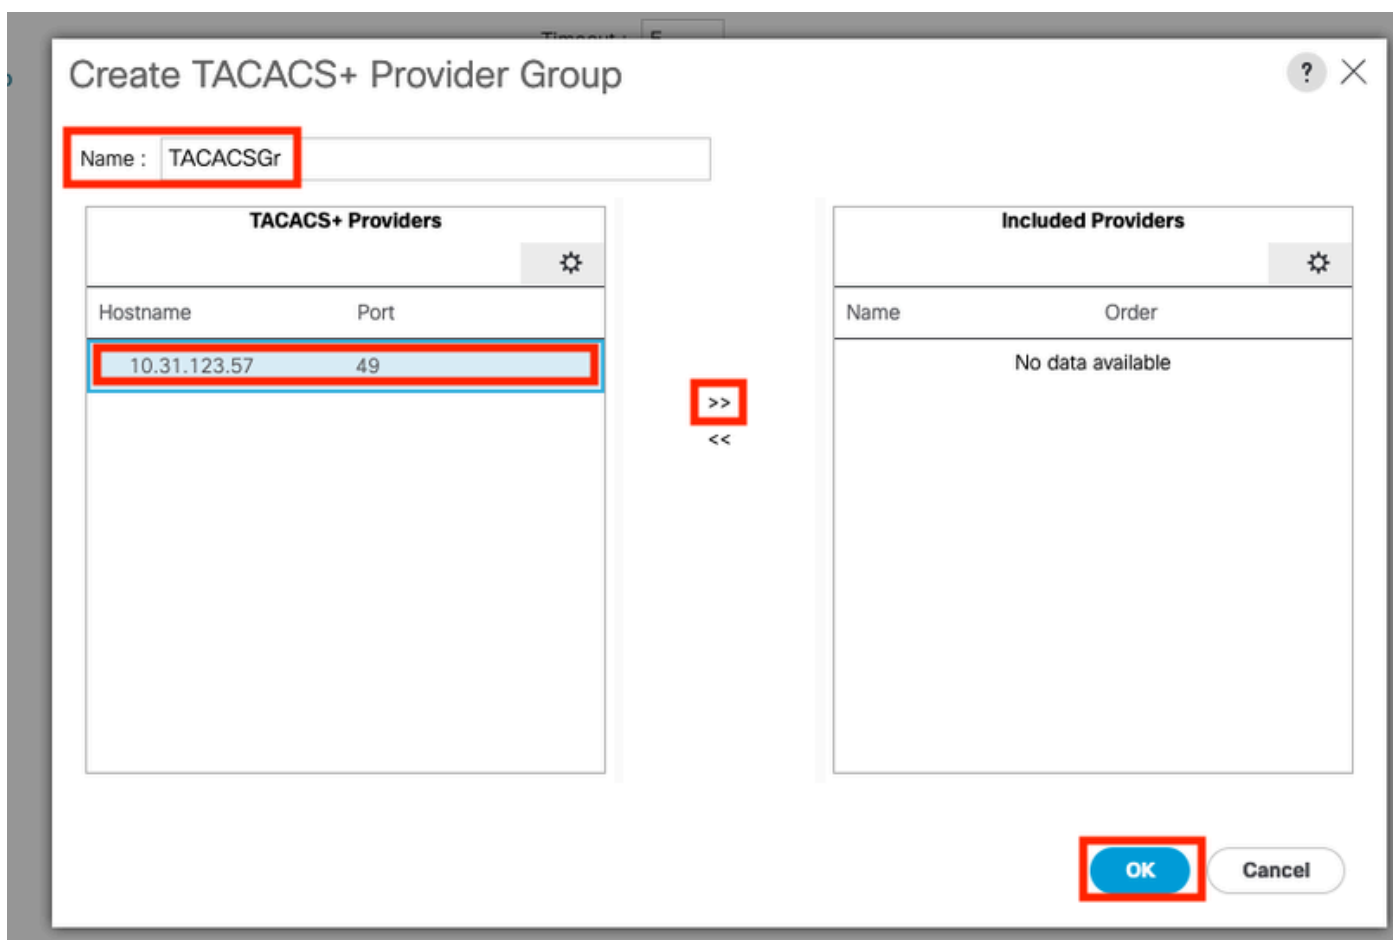 Create TACACS+ Provider Group
?
Name : TACACSGr
TACACS+ Providers
Hostname Port
10.31.123.57 49
>>
<<
Included Providers
Name Order
No data available
OK Cancel